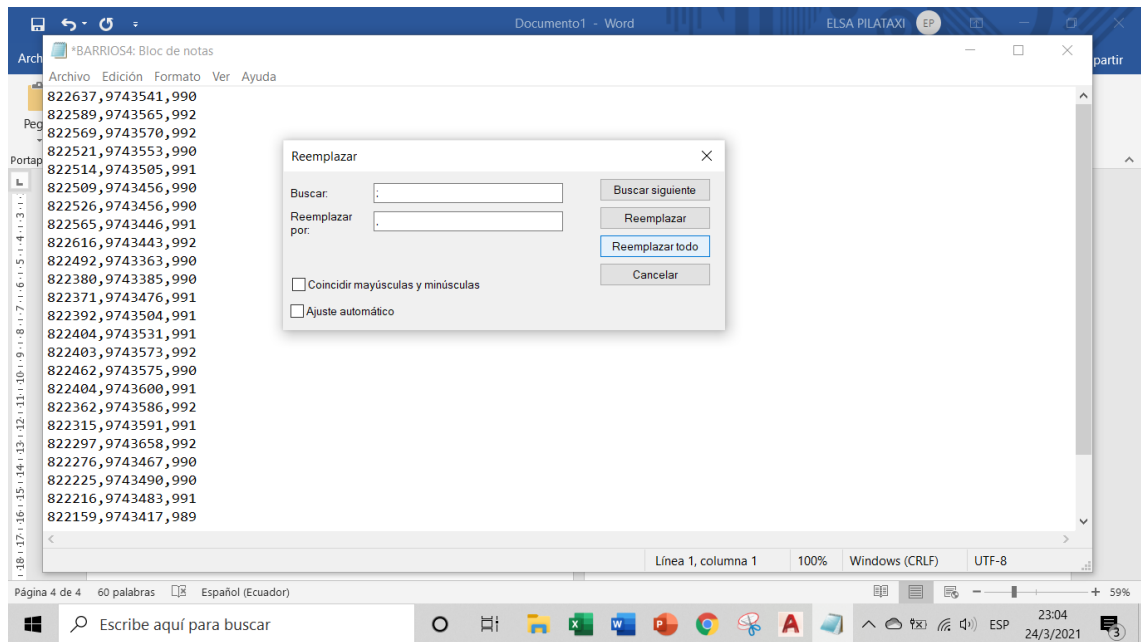 Documento1 - Word
ELSA PILATAXI
EP
Arch
partir
*BARRIOS4: Bloc de notas
Archivo Edición Formato Ver Ayuda
Peg
Portap
822637,9743541,990
822589,9743565,992
822569,9743570,992
822521,9743553,990
822514,9743505,991
822509,9743456,990
822526,9743456,990
822565,9743446,991
822616,9743443,992
822492,9743363,990
822380,9743385,990
822371,9743476,991
822392,9743504,991
822404,9743531,991
822403,9743573,992
822462,9743575,990
822404,9743600,991
822362,9743586,992
822315,9743591,991
822297,9743658,992
822276,9743467,990
822225,9743490,990
822216,9743483,991
822159,9743417,989
Reemplazar
Buscar:
;
Buscar siguiente
Reemplazar por:
Reemplazar
Reemplazar todo
Cancelar
Coincidir mayúsculas y minúsculas
Ajuste automático
Línea 1, columna 1
100%
Windows (CRLF)
UTF-8
Página 4 de 4
60 palabras
Español (Ecuador)
59%
Escribe aquí para buscar
ESP
23:04
24/3/2021
3